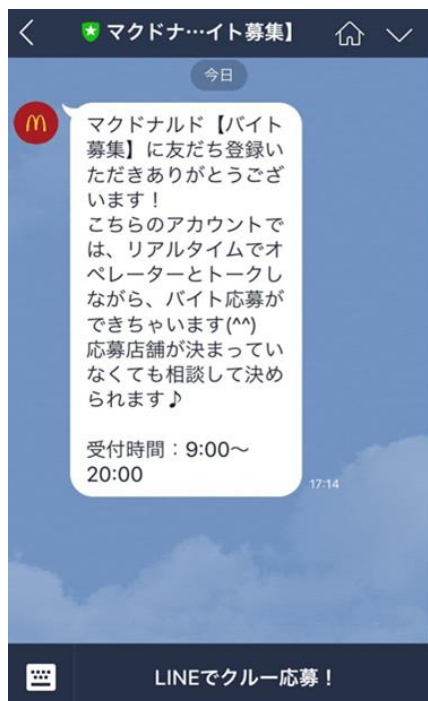 マクドナ…イト募集】
今日
マクドナルド【バイト
募集】に友だち登録い
ただきありがとうござ
います！
こちらのアカウントで
は、リアルタイムでオ
ペレーターとトークし
ながら、バイト応募が
できちゃいます(^^)
応募店舗が決まってい
なくても相談して決め
られます♪
受付時間：9:00〜
20:00
17:14
LINEでクルー応募！